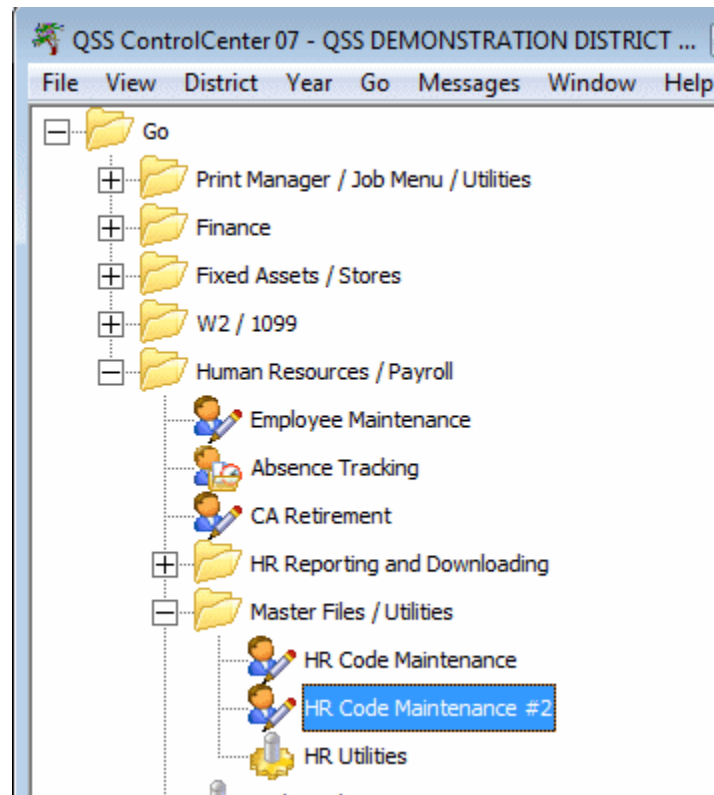 QSS ControlCenter 07 - QSS DEMONSTRATION DISTRICT ...
File View District Year Go Messages Window Help
Go
Print Manager / Job Menu / Utilities
Finance
Fixed Assets / Stores
W2 / 1099
Human Resources / Payroll
Employee Maintenance
Absence Tracking
CA Retirement
HR Reporting and Downloading
Master Files / Utilities
HR Code Maintenance
HR Code Maintenance #2
HR Utilities